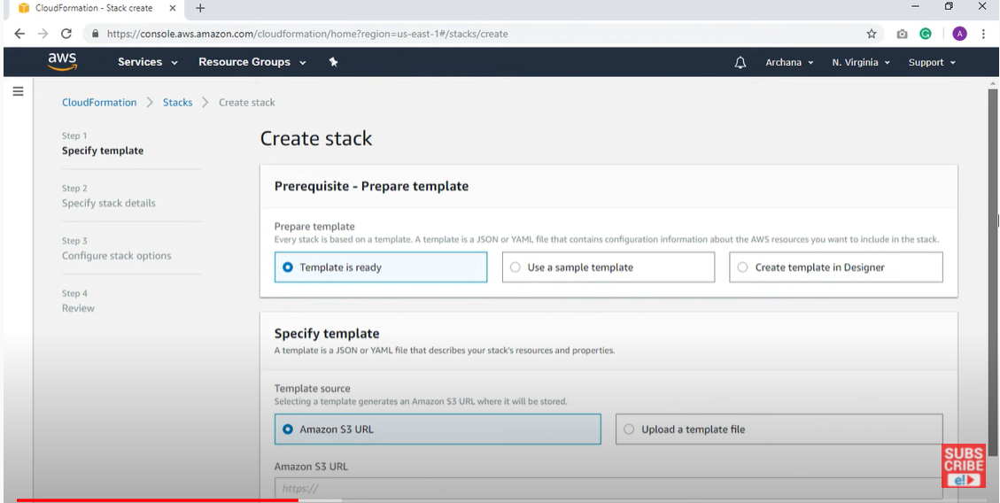 CloudFormation - Stack create
https://console.aws.amazon.com/cloudformation/home?region=us-east-1#/stacks/create
A
aws
Services
Resource Groups
Archana
N. Virginia
Support
CloudFormation
Stacks
Create stack
Step 1
Specify template
Step 2
Specify stack details
Step 3
Configure stack options
Step 4
Review
Create stack
Prerequisite - Prepare template
Prepare template
Every stack is based on a template. A template is a JSON or YAML file that contains configuration information about the AWS resources you want to include in the stack.
Template is ready
Use a sample template
Create template in Designer
Specify template
A template is a JSON or YAML file that describes your stack's resources and properties.
Template source
Selecting a template generates an Amazon S3 URL where it will be stored.
Amazon S3 URL
Upload a template file
Amazon S3 URL
https://
SUBS
CRIBE
e!